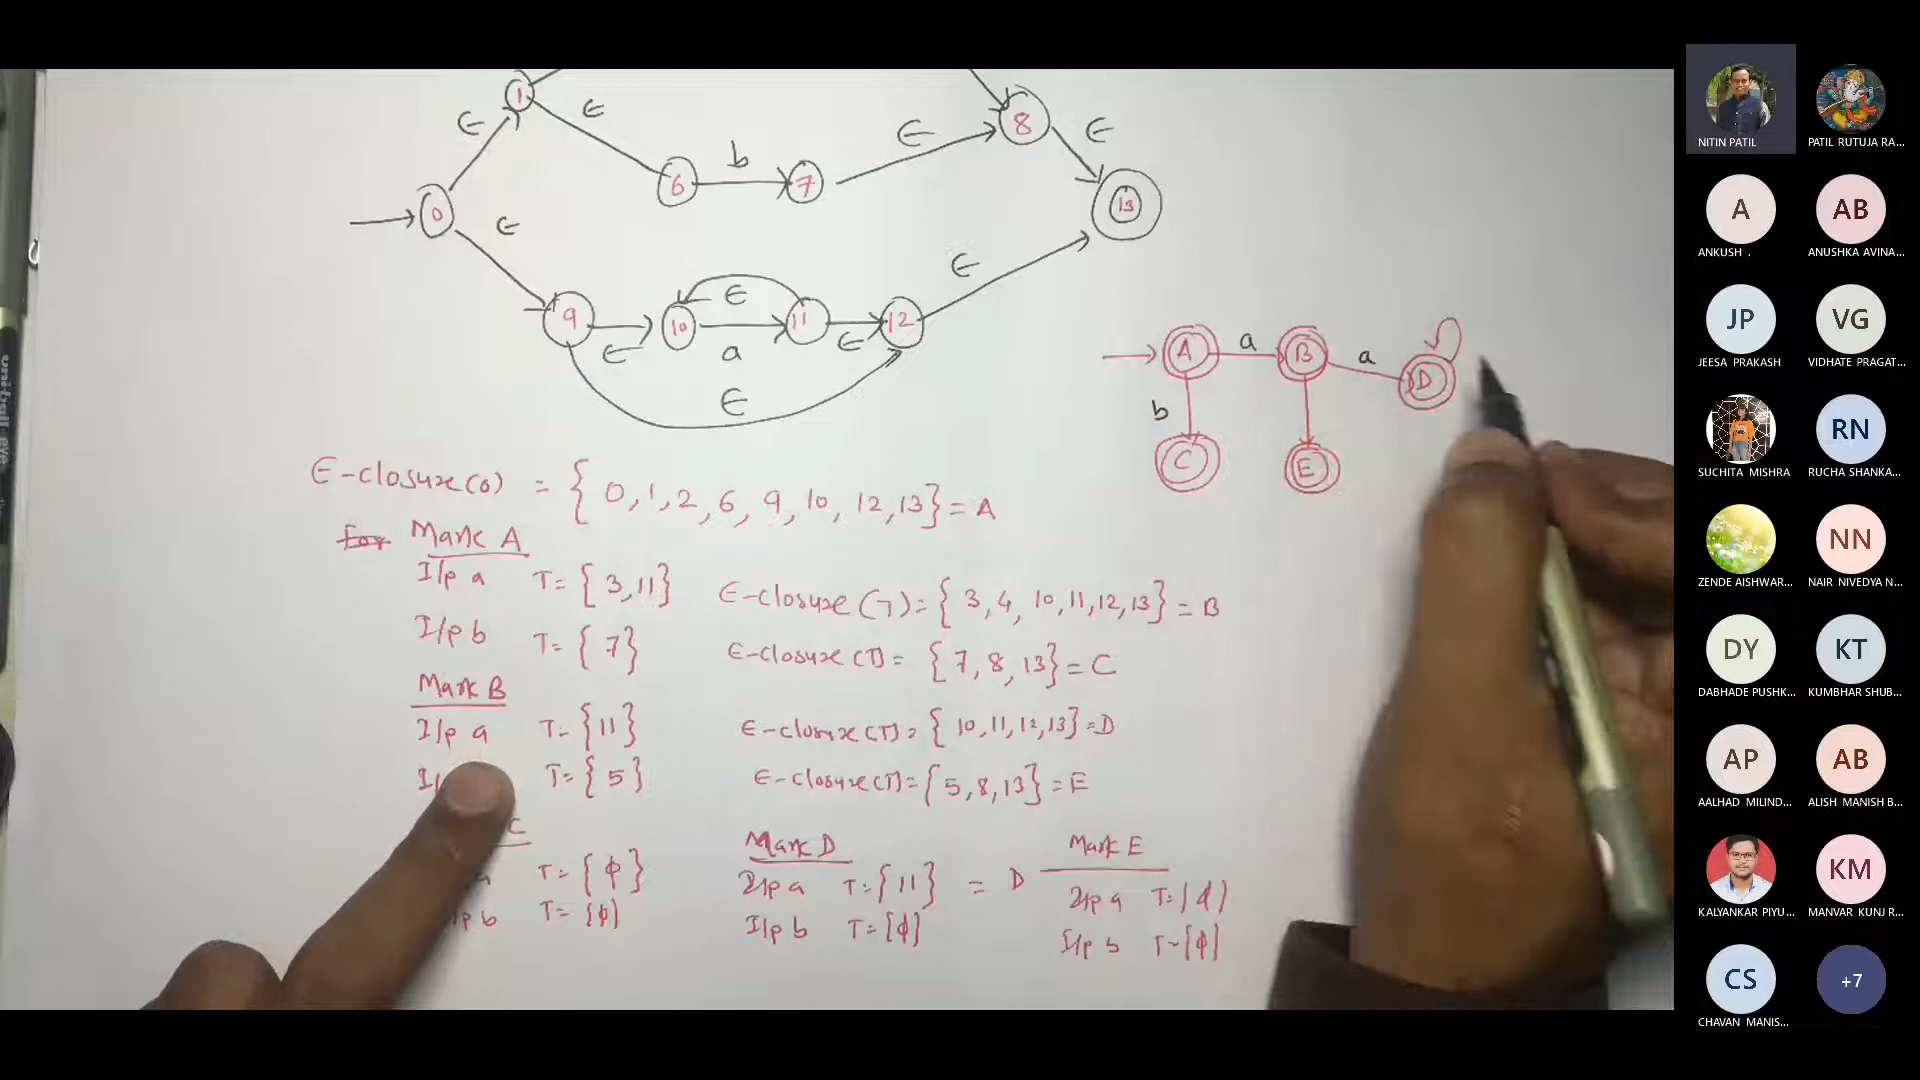 1
∈
∈
b
∈
8
∈
6
7
0
13
∈
∈
9
∈
10
11
12
∈
a
∈
∈
A
a
B
a
D
b
C
E
∈-closure(0) = { 0, 1, 2, 6, 9, 10, 12, 13} = A
For Mark A
I/p a T = { 3, 11} ∈-closure (T) = { 3, 4, 10, 11, 12, 13} = B
I/p b T = { 7} ∈-closure (T) = { 7, 8, 13} = C
Mark B
I/p a T = {11} ∈-closure (T) = { 10, 11, 12, 13} = D
I/ T = { 5 } ∈-closure (T) = { 5, 8, 13} = E
C
a T = {ϕ}
/p b T = {ϕ}
Mark D
I/p a T = {11} = D
I/p b T = {ϕ}
Mark E
I/p a T = {ϕ}
I/p b T = {ϕ}
uniball eye
NITIN PATIL
PATIL RUTUJA RA...
A
ANKUSH .
AB
ANUSHKA AVINA...
JP
JEESA PRAKASH
VG
VIDHATE PRAGAT...
SUCHITA MISHRA
RN
RUCHA SHANKA...
ZENDE AISHWAR...
NN
NAIR NIVEDYA N...
DY
DABHADE PUSHK...
KT
KUMBHAR SHUB...
AP
AALHAD MILIND...
AB
ALISH MANISH B...
KALYANKAR PIYU...
KM
MANVAR KUNJ R...
CS
CHAVAN MANIS...
+7